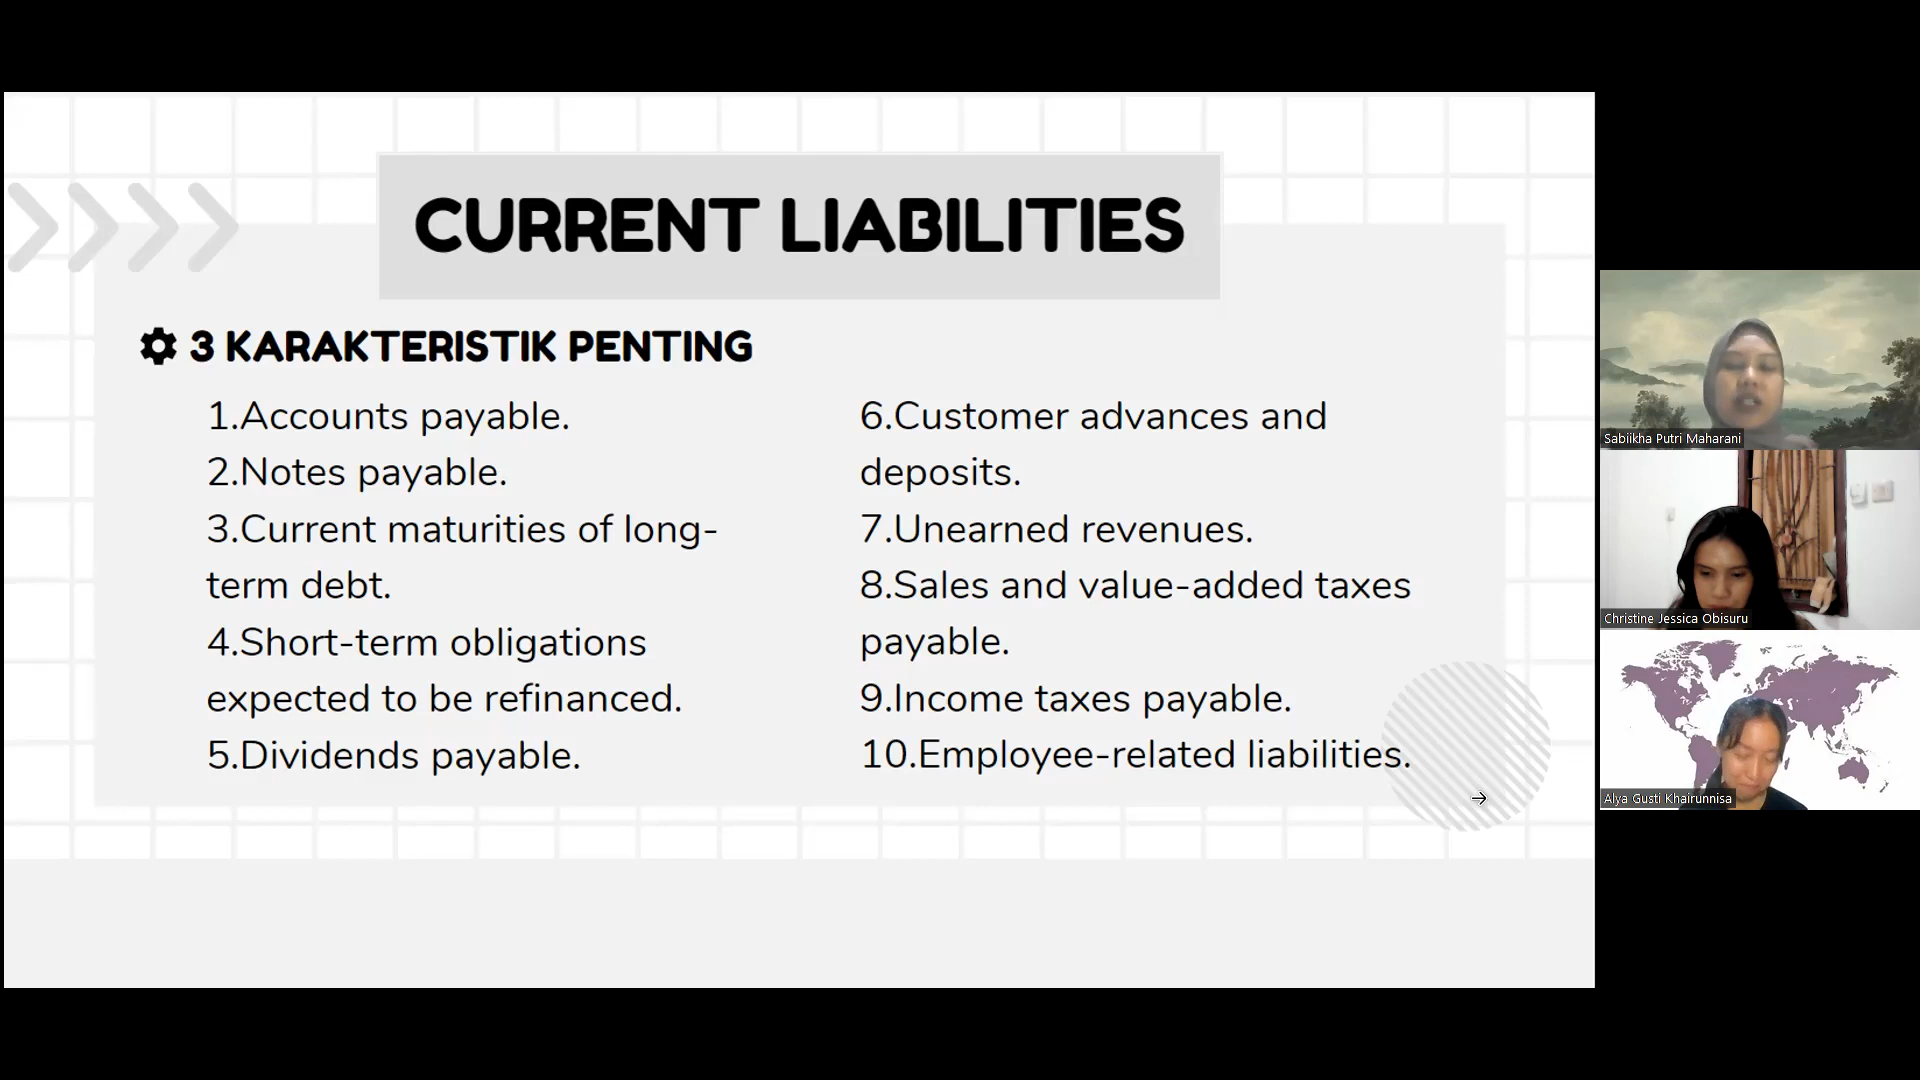 CURRENT LIABILITIES
3 KARAKTERISTIK PENTING
1.Accounts payable.
2.Notes payable.
3.Current maturities of long-
term debt.
4.Short-term obligations
expected to be refinanced.
5.Dividends payable.
6.Customer advances and
deposits.
7.Unearned revenues.
8.Sales and value-added taxes
payable.
9.Income taxes payable.
10.Employee-related liabilities.
Sabiikha Putri Maharani
Christine Jessica Obisuru
Alya Gusti Khairunnisa